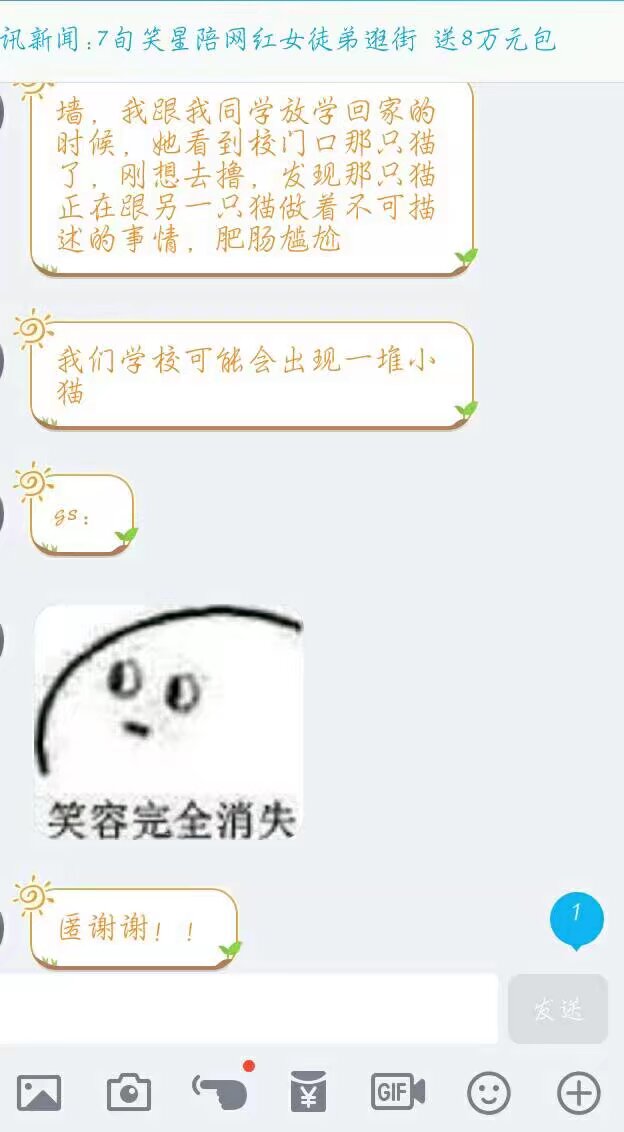 讯新闻:7旬笑星陪网红女徒弟逛街 送8万元包
墙，我跟我同学放学回家的
时候，她看到校门口那只猫
了，刚想去撸，发现那只猫
正在跟另一只猫做着不可描
述的事情，肥肠尴尬
我们学校可能会出现一堆小
猫
gs：
笑容完全消失
匿谢谢！！
1
发送
GIF